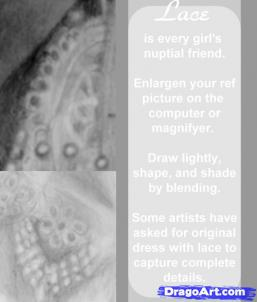 Lace
is every girl's
nuptial friend.
Enlargen your ref
picture on the
computer or
magnifyer.
Draw lightly,
shape, and shade
by blending.
Some artists have
asked for original
dress with lace to
capture complete
details.
DragoArt.com